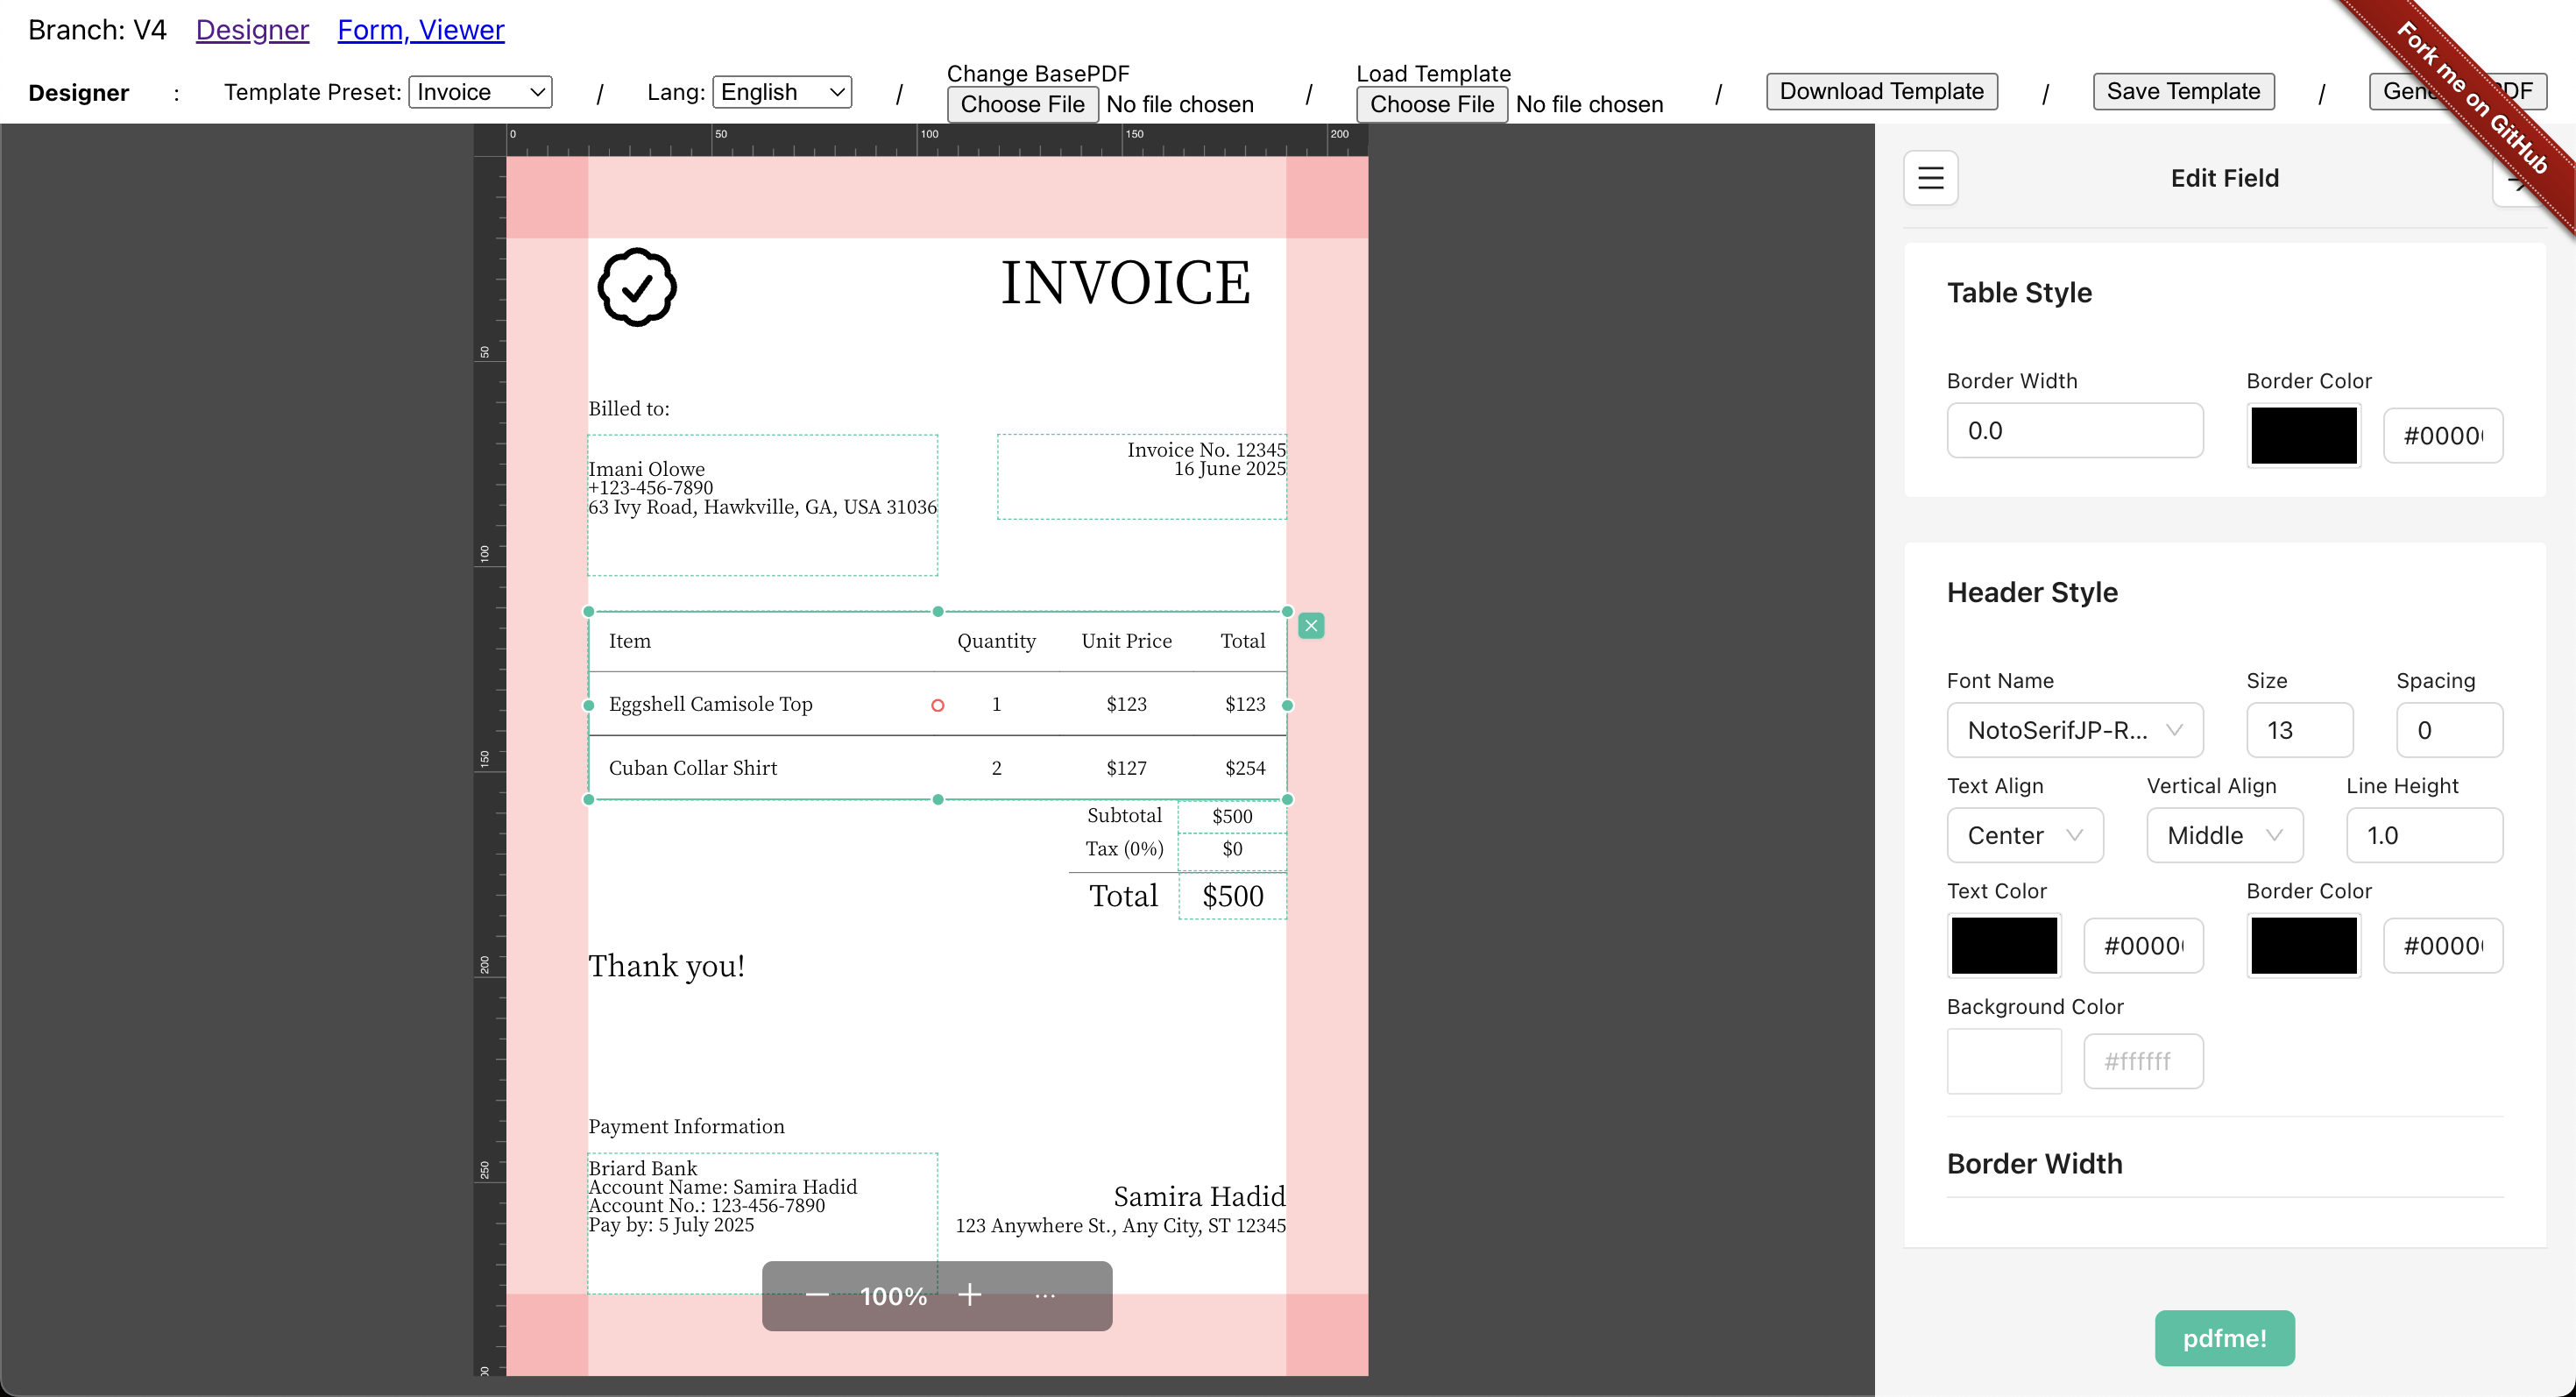 Branch: V4 Designer Form, Viewer
Designer : Template Preset: Invoice / Lang: English / Change BasePDF Choose File No file chosen / Load Template Choose File No file chosen / Download Template / Save Template / Gen DF
Fork me on GitHub
0 50 100 150 200
50
100
150
200
250
INVOICE
Billed to:
Imani Olowe
+123-456-7890
63 Ivy Road, Hawkville, GA, USA 31036
Invoice No. 12345
16 June 2025
Item Quantity Unit Price Total
Eggshell Camisole Top 1 $123 $123
Cuban Collar Shirt 2 $127 $254
Subtotal $500
Tax (0%) $0
Total $500
Thank you!
Payment Information
Briard Bank
Account Name: Samira Hadid
Account No.: 123-456-7890
Pay by: 5 July 2025
Samira Hadid
123 Anywhere St., Any City, ST 12345
100%
Edit Field
Table Style
Border Width Border Color
0.0 #0000
Header Style
Font Name Size Spacing
NotoSerifJP-R... 13 0
Text Align Vertical Align Line Height
Center Middle 1.0
Text Color Border Color
#0000 #0000
Background Color
#ffffff
Border Width
pdfme!